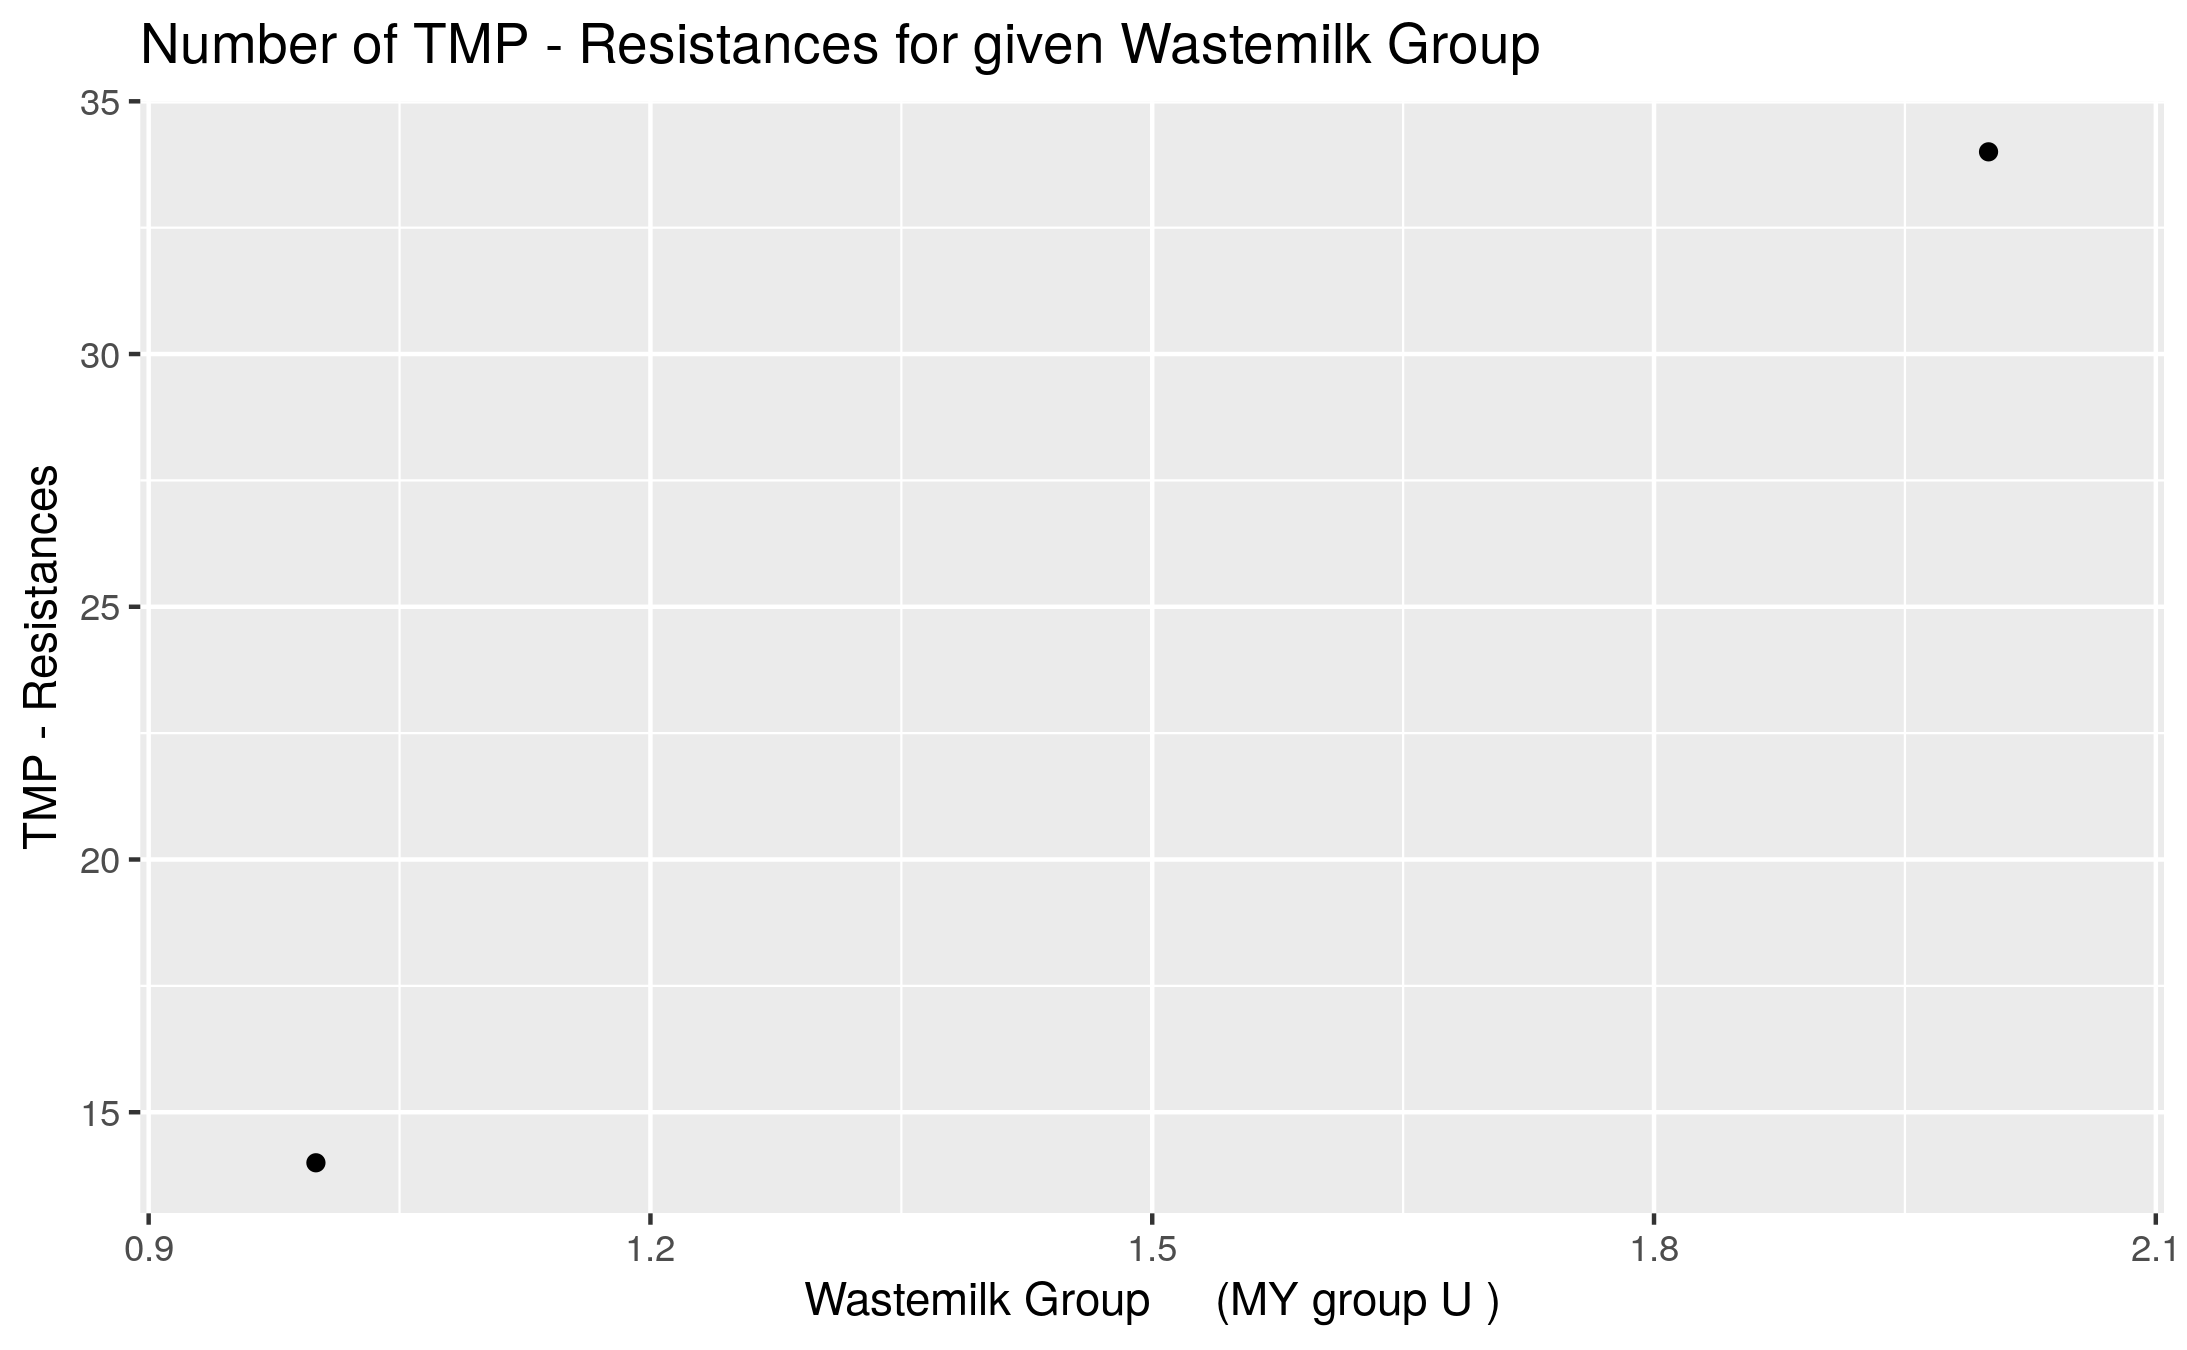 Number of TMP - Resistances for given Wastemilk Group
35
30
25
20
15
TMP - Resistances
0.9 1.2 1.5 1.8 2.1
Wastemilk Group (MY group U )